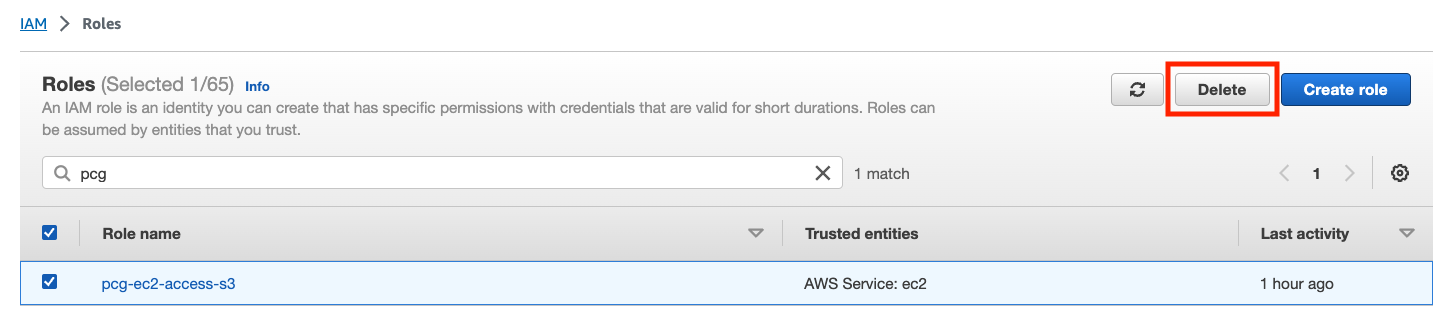 IAM > Roles
Roles (Selected 1/65) Info
An IAM role is an identity you can create that has specific permissions with credentials that are valid for short durations. Roles can
be assumed by entities that you trust.
Delete
Create role
pcg
1 match
1
Role name
Trusted entities
Last activity
pcg-ec2-access-s3
AWS Service: ec2
1 hour ago